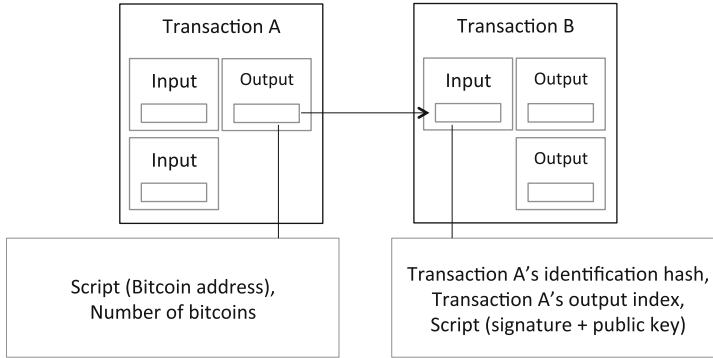 Transaction A
Input
Output
Input
Transaction B
Input
Output
Output
Script (Bitcoin address),
Number of bitcoins
Transaction A's identification hash,
Transaction A's output index,
Script (signature + public key)